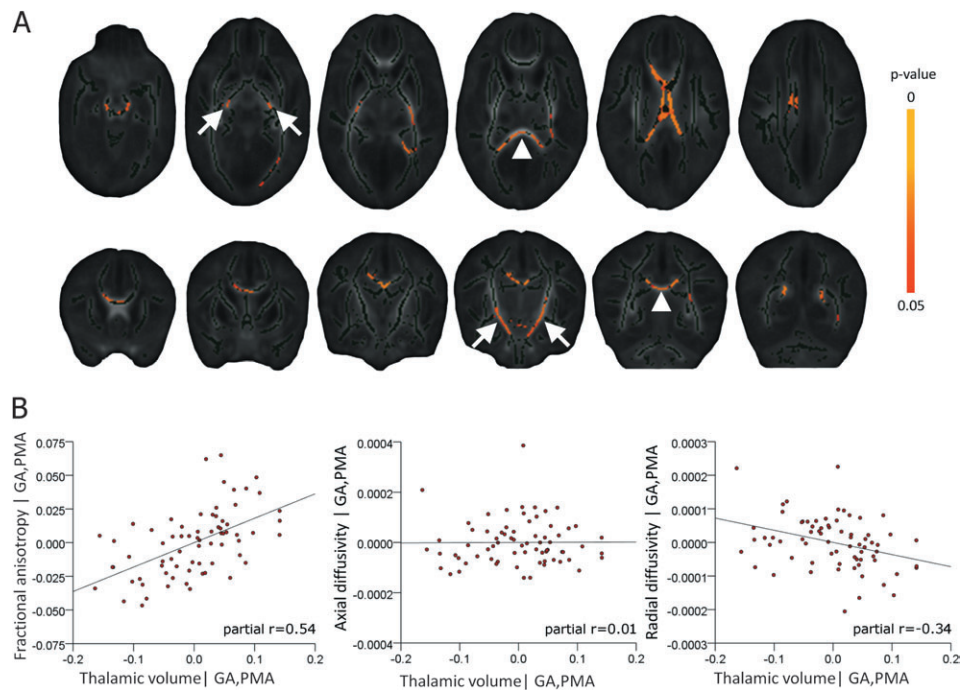 A
p-value
0
0.05
B
Fractional anisotropy | GA,PMA
0.075
0.050
0.025
0.000
-0.025
-0.050
-0.075
partial r=0.54
-0.2
-0.1
0.0
0.1
0.2
Thalamic volume | GA,PMA
Axial diffusivity | GA,PMA
0.0004
0.0002
-0.0000
-0.0002
-0.0004
partial r=0.01
-0.2
-0.1
0.0
0.1
0.2
Thalamic volume | GA,PMA
Radial diffusivity | GA,PMA
0.0003
0.0002
0.0001
-0.0000
-0.0001
-0.0002
-0.0003
partial r=-0.34
-0.2
-0.1
0.0
0.1
Thalamic volume | GA,PMA